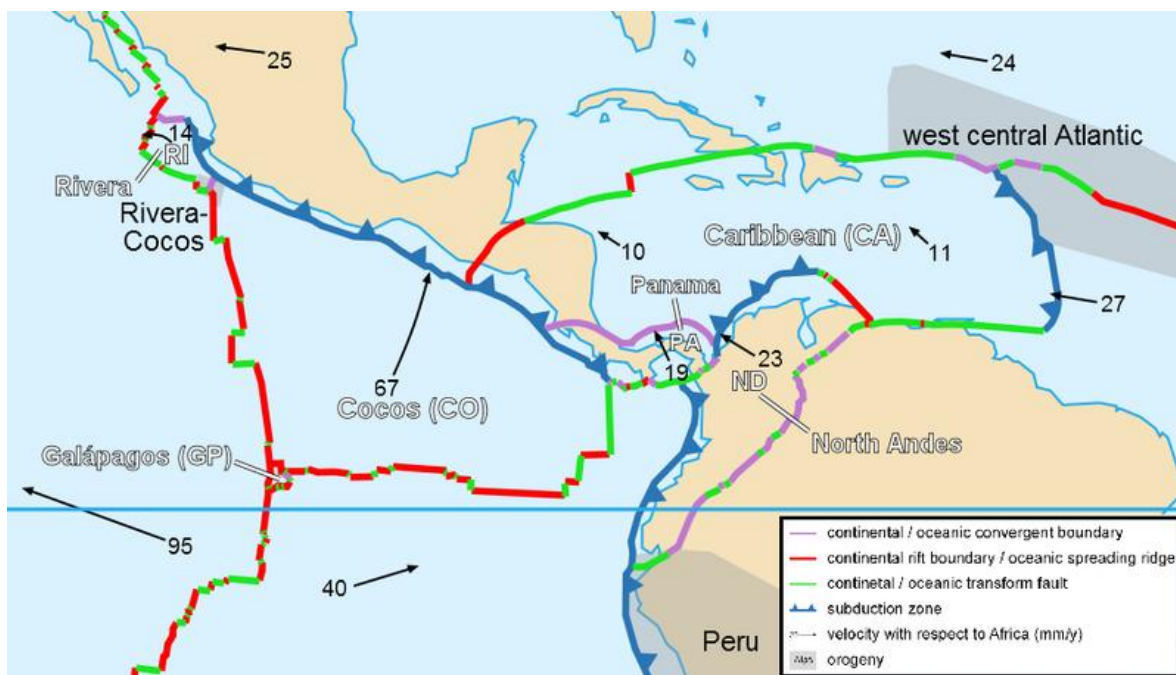 25
24
west central Atlantic
14
RI
Rivera
Rivera-
Cocos
10
Caribbean (CA)
11
Panama
27
PA
23
19
67
ND
Cocos (CO)
North Andes
Galápagos (GP)
95
40
Peru
continental / oceanic convergent boundary
continental rift boundary / oceanic spreading ridge
continetal / oceanic transform fault
subduction zone
velocity with respect to Africa (mm/y)
orogeny